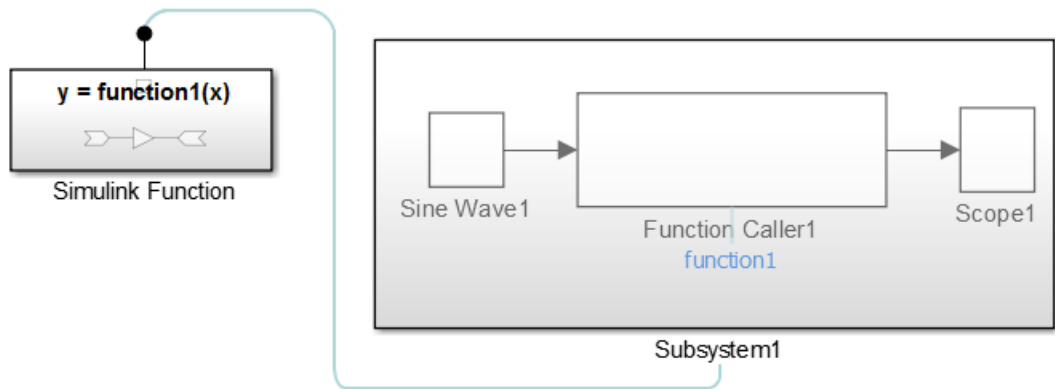 y = function1(x)
Simulink Function
Sine Wave1
Function Caller1
function1
Scope1
Subsystem1